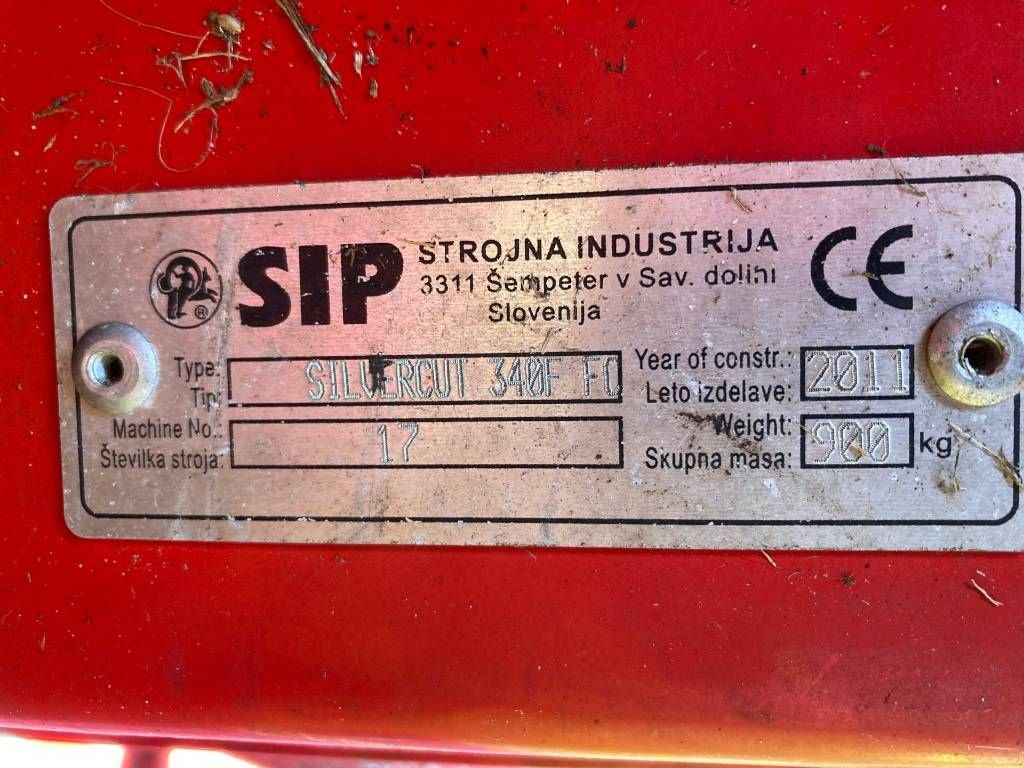 SIP STROJNA INDUSTRIJA
3311 Šempeter v Sav. dolini
Slovenija
CE
®
Type: SILVERCUT 340F FC
Tip:
Year of constr.: 2011
Leto izdelave:
Machine No.: 17
Številka stroja:
Weight: 900 kg
Skupna masa: